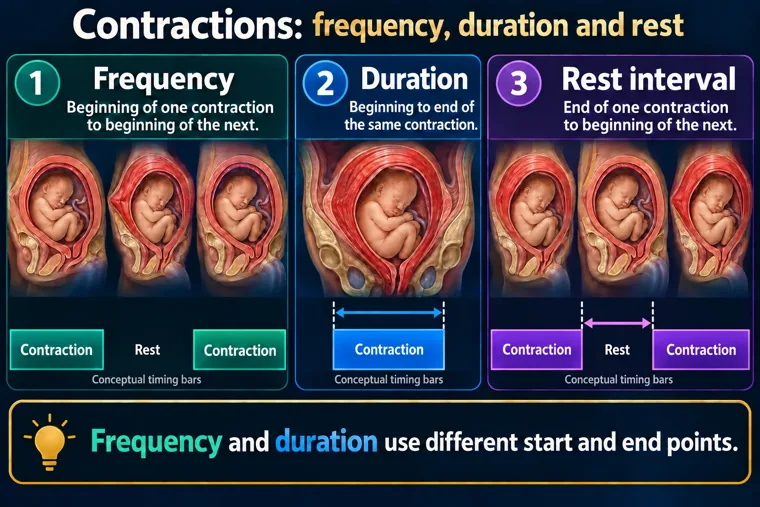 Contractions: frequency, duration and rest
1 Frequency
Beginning of one contraction
to beginning of the next.
Contraction Rest Contraction
Conceptual timing bars
2 Duration
Beginning to end of
the same contraction.
Contraction
Conceptual timing bars
3 Rest interval
End of one contraction
to beginning of the next.
Contraction Rest Contraction
Conceptual timing bars
Frequency and duration use different start and end points.